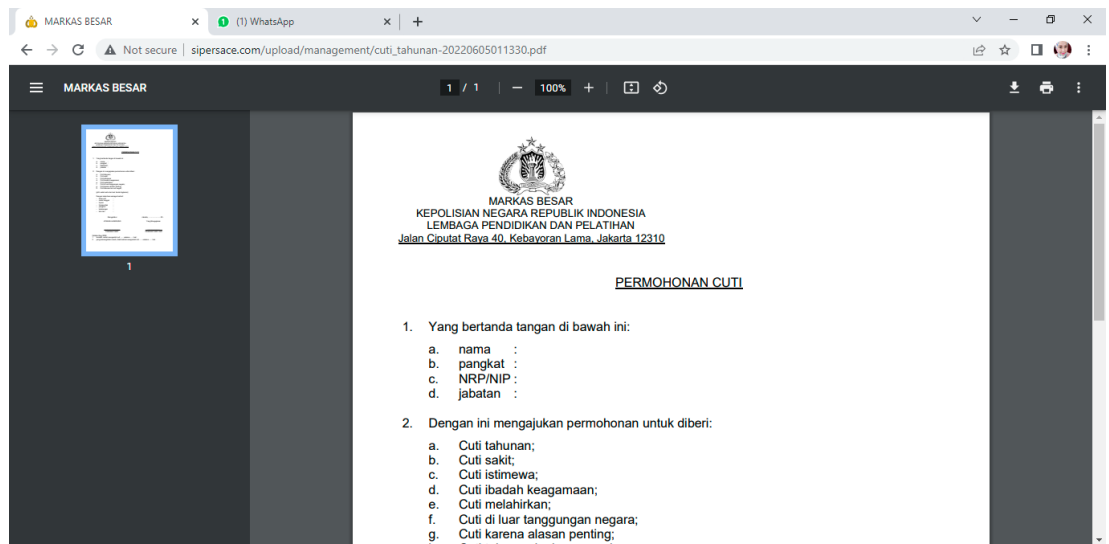 MARKAS BESAR
(1) WhatsApp
Not secure | sipersace.com/upload/management/cuti_tahunan-20220605011330.pdf
MARKAS BESAR
1 / 1
100%
1
MARKAS BESAR
KEPOLISIAN NEGARA REPUBLIK INDONESIA
LEMBAGA PENDIDIKAN DAN PELATIHAN
Jalan Ciputat Raya 40, Kebayoran Lama, Jakarta 12310
PERMOHONAN CUTI
1. Yang bertanda tangan di bawah ini:
a. nama :
b. pangkat :
c. NRP/NIP :
d. jabatan :
2. Dengan ini mengajukan permohonan untuk diberi:
a. Cuti tahunan;
b. Cuti sakit;
c. Cuti istimewa;
d. Cuti ibadah keagamaan;
e. Cuti melahirkan;
f. Cuti di luar tanggungan negara;
g. Cuti karena alasan penting;